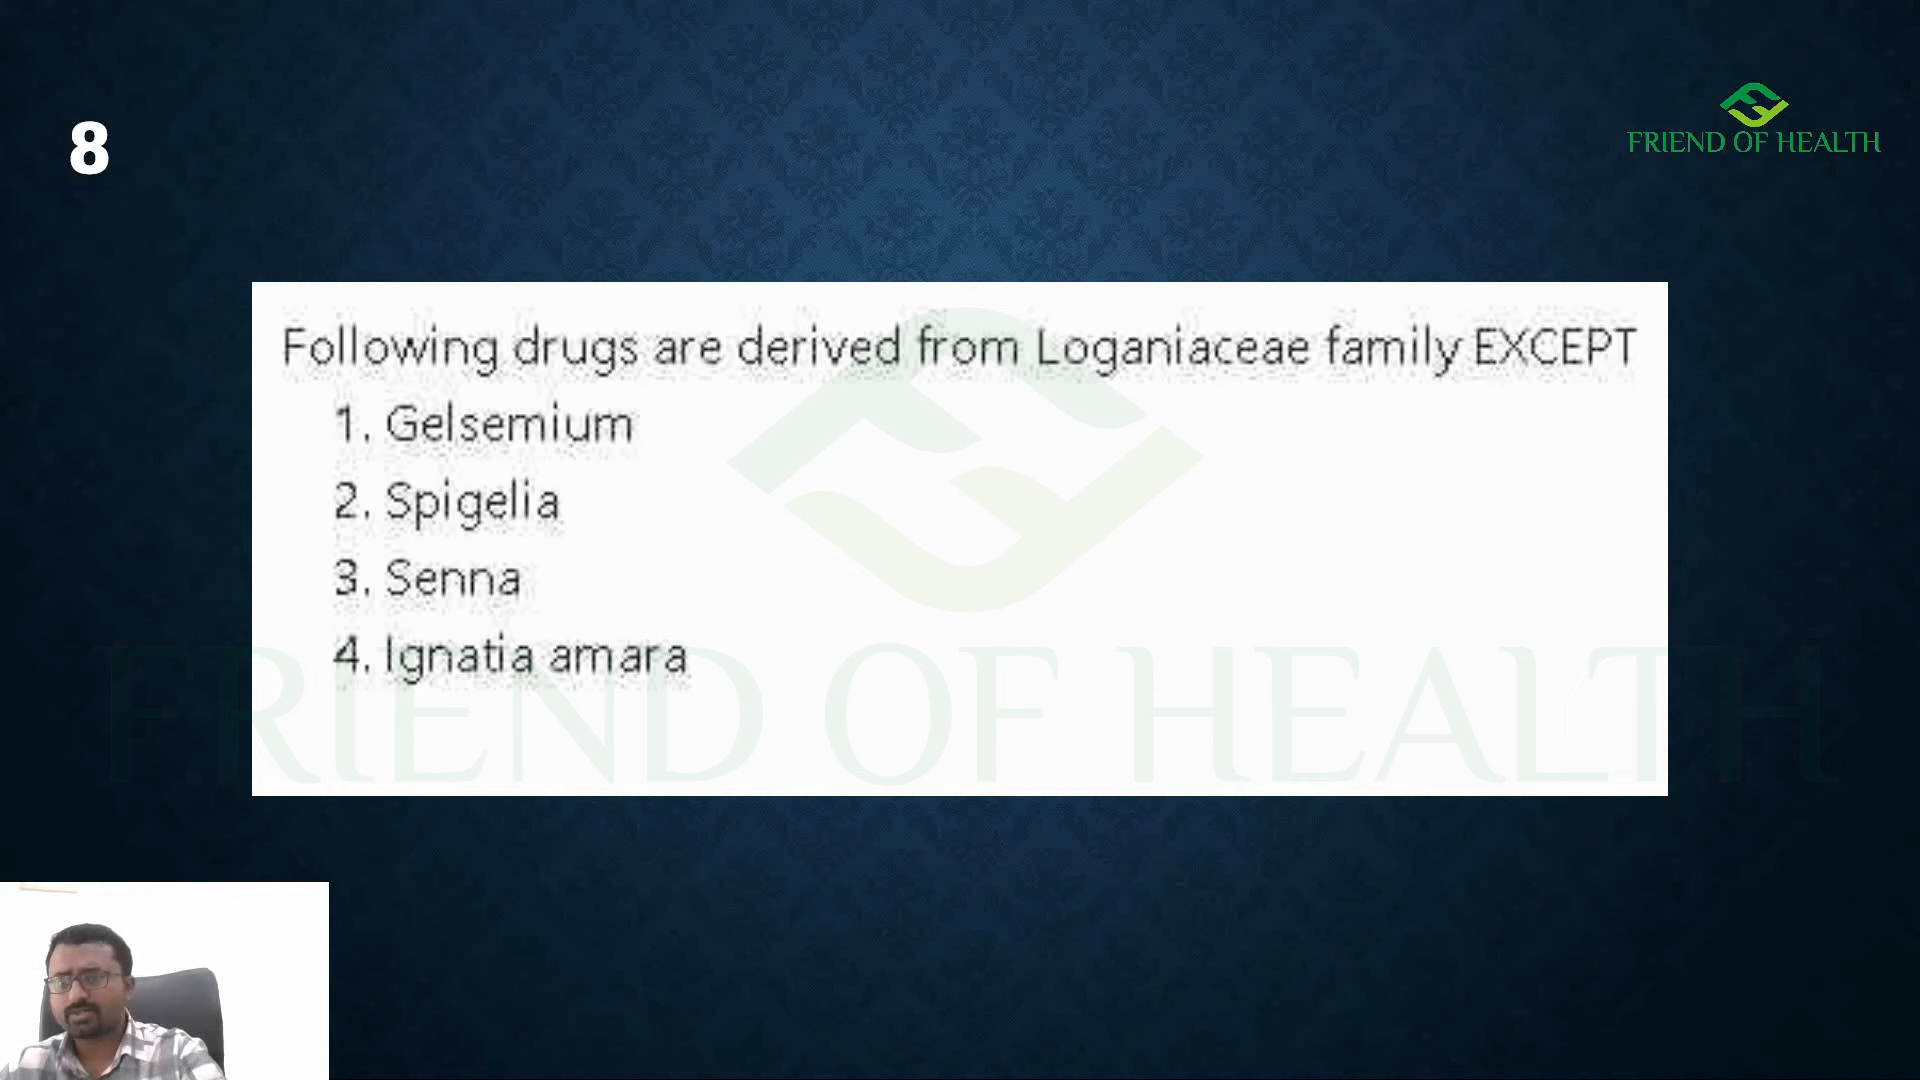 8
FRIEND OF HEALTH
Following drugs are derived from Loganiaceae family EXCEPT
1. Gelsemium
2. Spigelia
3. Senna
4. Ignatia amara
FRIEND OF HEALTH